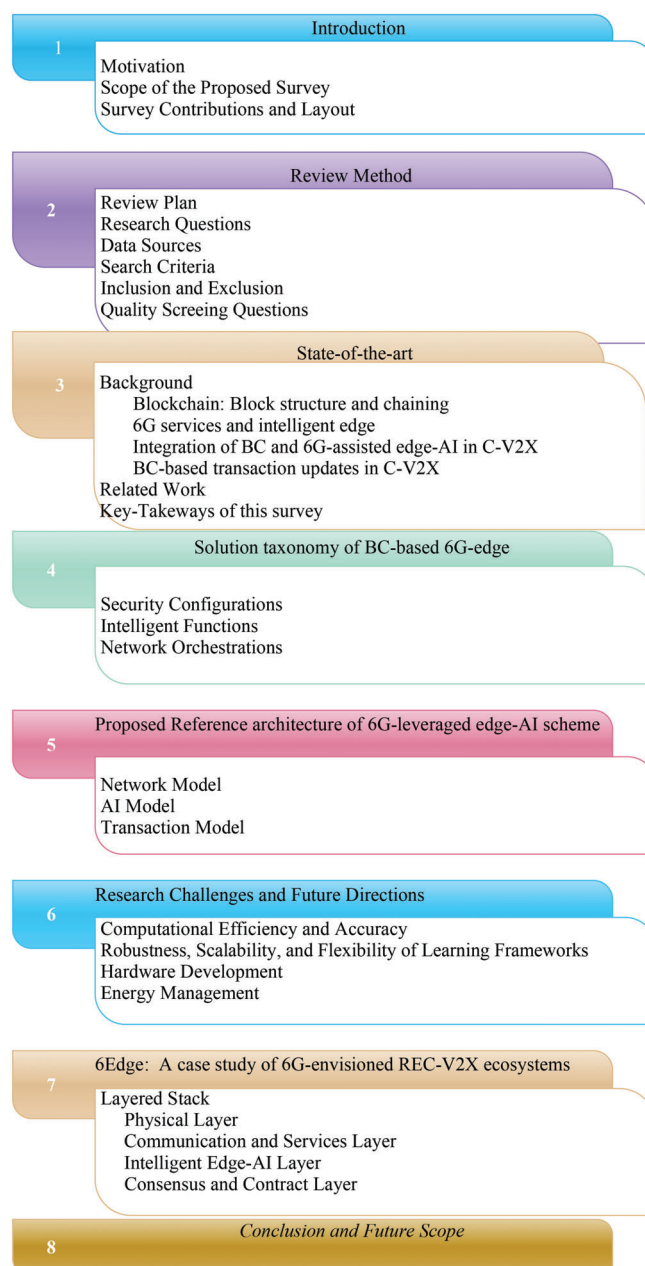 Introduction
1
Motivation
Scope of the Proposed Survey
Survey Contributions and Layout
Review Method
2
Review Plan
Research Questions
Data Sources
Search Criteria
Inclusion and Exclusion
Quality Screeing Questions
State-of-the-art
3
Background
Blockchain: Block structure and chaining
6G services and intelligent edge
Integration of BC and 6G-assisted edge-AI in C-V2X
BC-based transaction updates in C-V2X
Related Work
Key-Takeways of this survey
Solution taxonomy of BC-based 6G-edge
4
Security Configurations
Intelligent Functions
Network Orchestrations
Proposed Reference architecture of 6G-leveraged edge-AI scheme
5
Network Model
AI Model
Transaction Model
Research Challenges and Future Directions
6
Computational Efficiency and Accuracy
Robustness, Scalability, and Flexibility of Learning Frameworks
Hardware Development
Energy Management
6Edge: A case study of 6G-envisioned REC-V2X ecosystems
7
Layered Stack
Physical Layer
Communication and Services Layer
Intelligent Edge-AI Layer
Consensus and Contract Layer
Conclusion and Future Scope
8